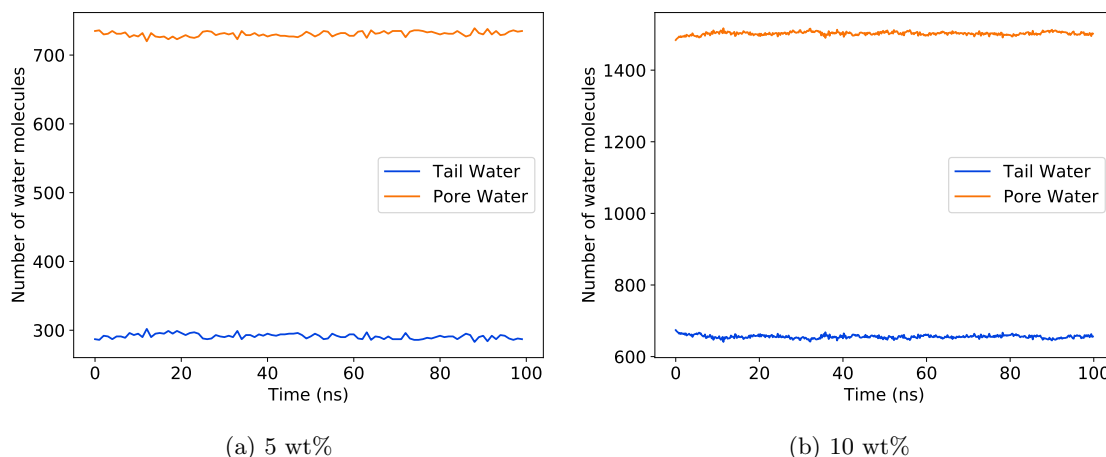 Number of water molecules
700
600
500
400
300
0
20
40
60
80
100
Time (ns)
Tail Water
Pore Water
(a) 5 wt%
Number of water molecules
1400
1200
1000
800
600
0
20
40
60
80
100
Time (ns)
Tail Water
Pore Water
(b) 10 wt%